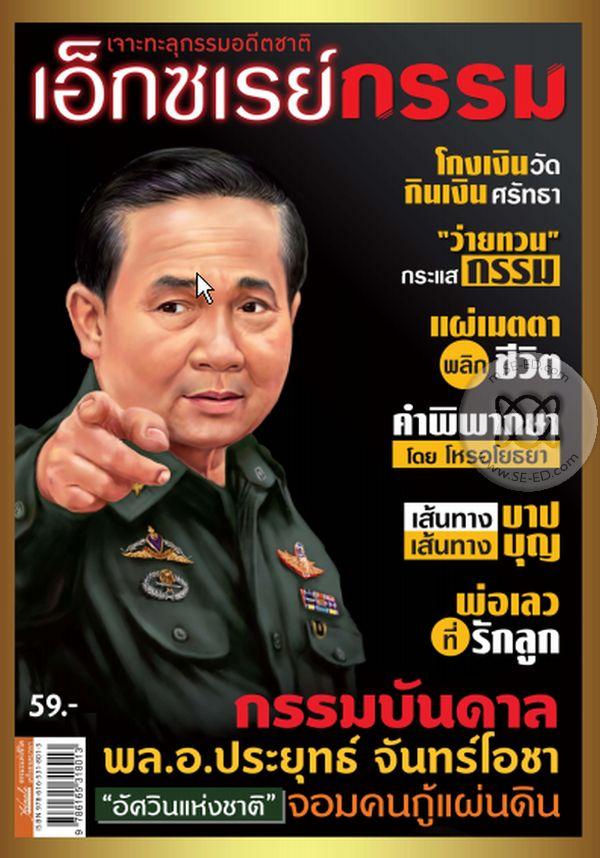 เจาะทะลุกรรมอดีตชาติ
เอ็กซเรย์กรรม
โกงเงินวัด
กินเงินศรัทธา
"ว่ายทวน"
กระแสกรรม
แผ่เมตตา
พลิกชีวิต
คำพิพากษา
โดย โหรอโยธยา
เส้นทางบาป
เส้นทางบุญ
พ่อเลว
ที่รักลูก
www.SE-ED.com
59.-
กรรมบันดาล
พล.อ.ประยุทธ์ จันทร์โอชา
"อัศวินแห่งชาติ" จอมคนกู้แผ่นดิน
ISBN 978-616-531-801-3
9 786165 318013